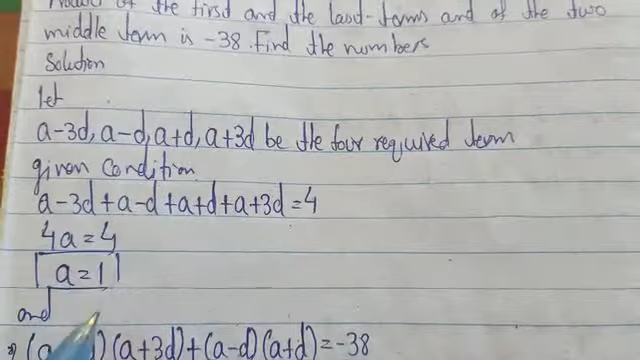 of the first and the last terms and of the two
middle term is -38. Find the numbers
Solution
let
a-3d, a-d, a+d, a+3d be the four required term
given condition
a-3d+a-d+a+d+a+3d=4
4a=4
a=1
and
(a d)(a+3d)+(a-d)(a+d)=-38